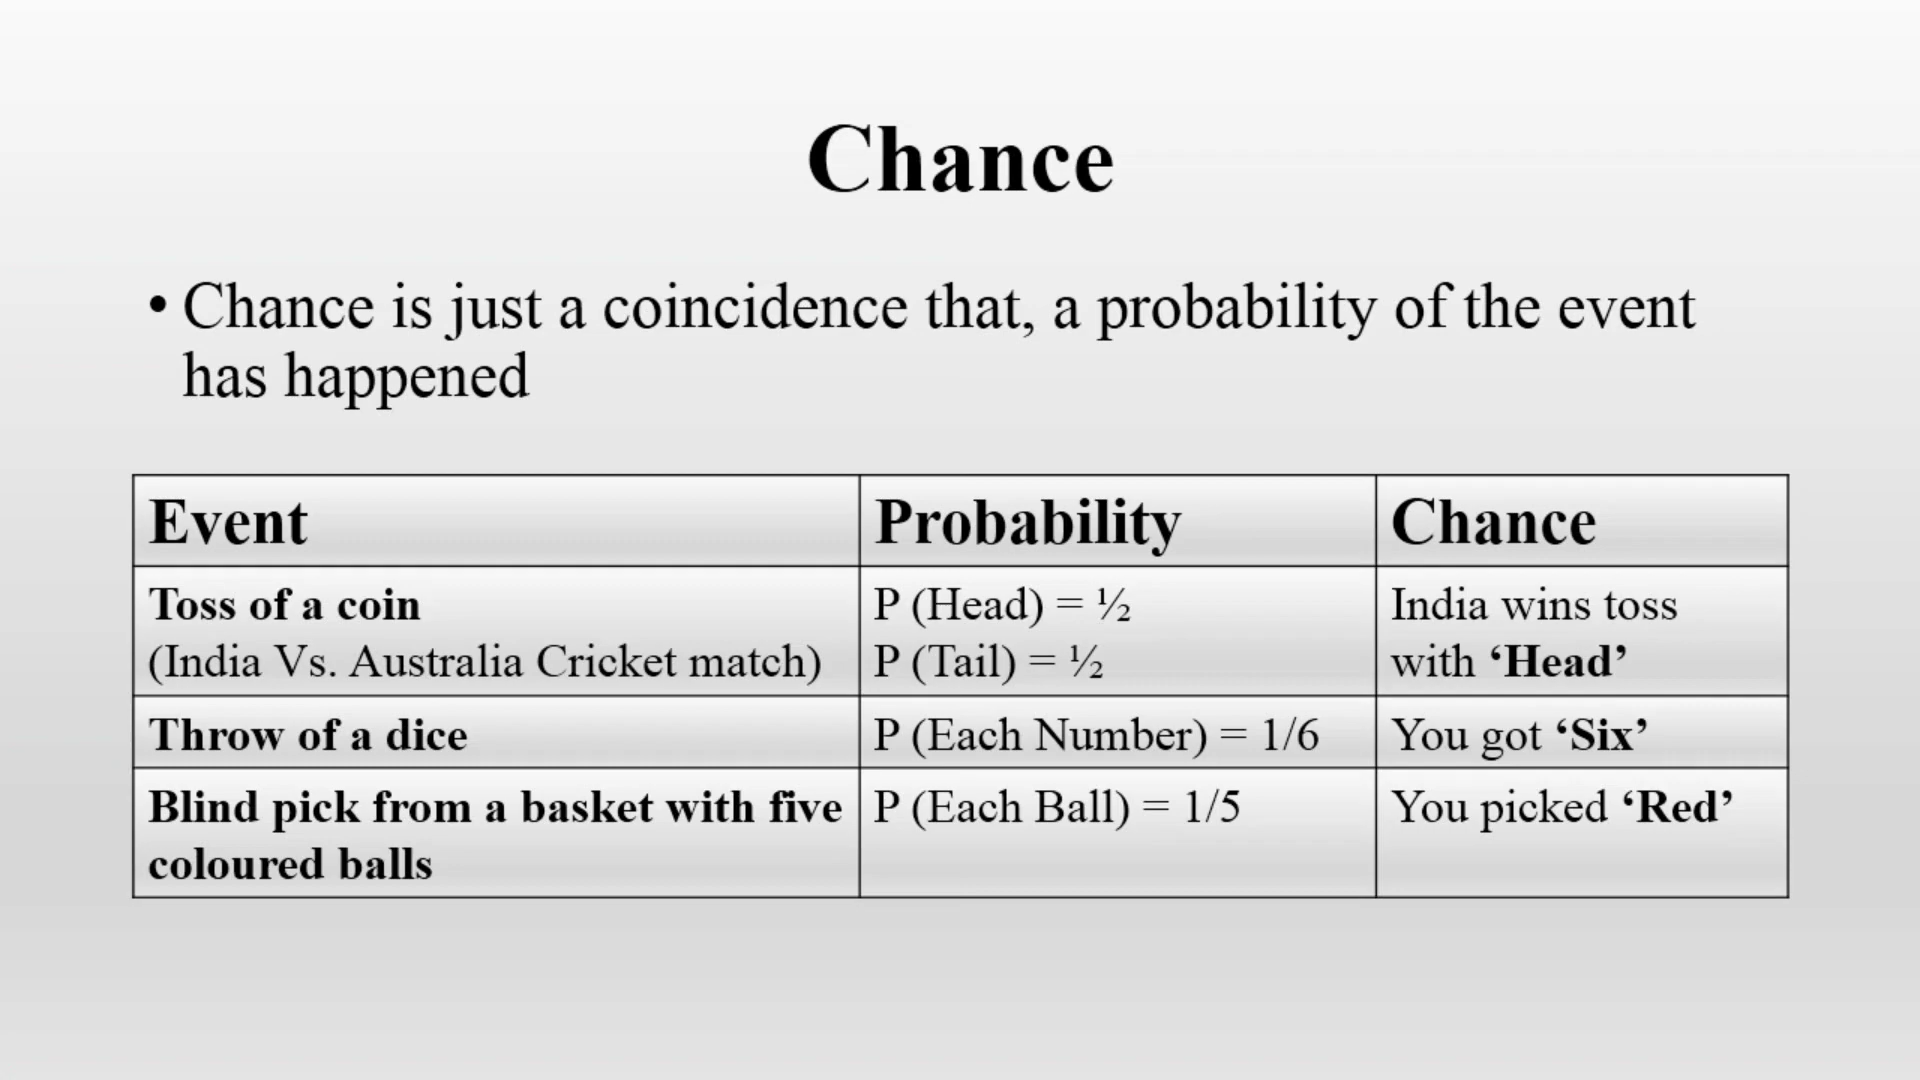 Chance
• Chance is just a coincidence that, a probability of the event
has happened
Event Probability Chance
Toss of a coin
(India Vs. Australia Cricket match)
P (Head) = ½
P (Tail) = ½
India wins toss
with ‘Head’
Throw of a dice
P (Each Number) = 1/6
You got ‘Six’
Blind pick from a basket with five
coloured balls
P (Each Ball) = 1/5
You picked ‘Red’